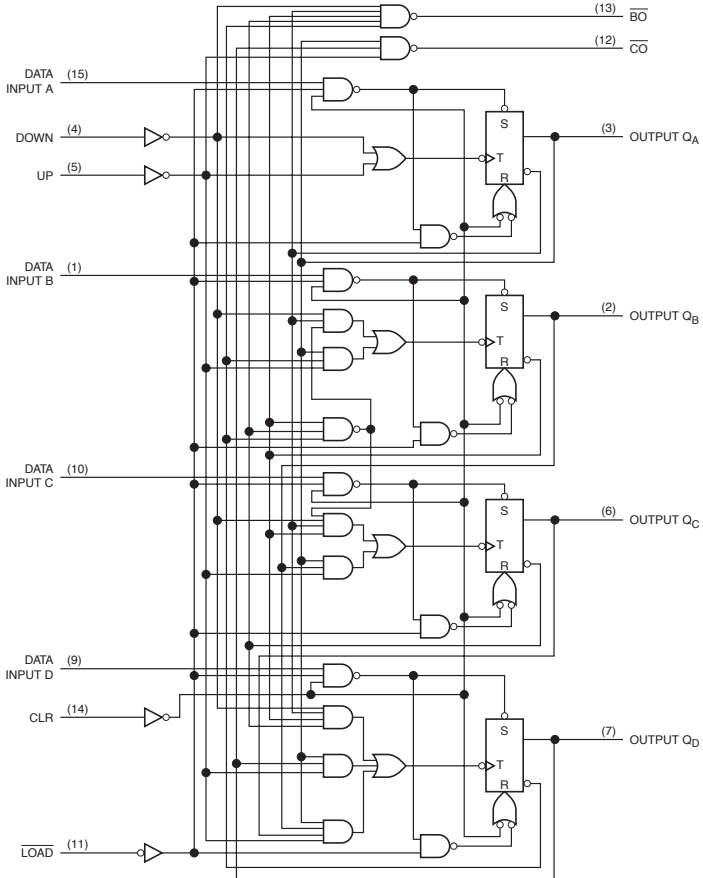 (13) BO
(12) CO
DATA
INPUT A (15)
S
DOWN (4)
(3) OUTPUT QA
T
UP (5)
R
DATA
INPUT B (1)
S
(2) OUTPUT QB
T
R
DATA
INPUT C (10)
S
(6) OUTPUT QC
T
R
DATA
INPUT D (9)
CLR (14)
S
(7) OUTPUT QD
T
R
LOAD (11)